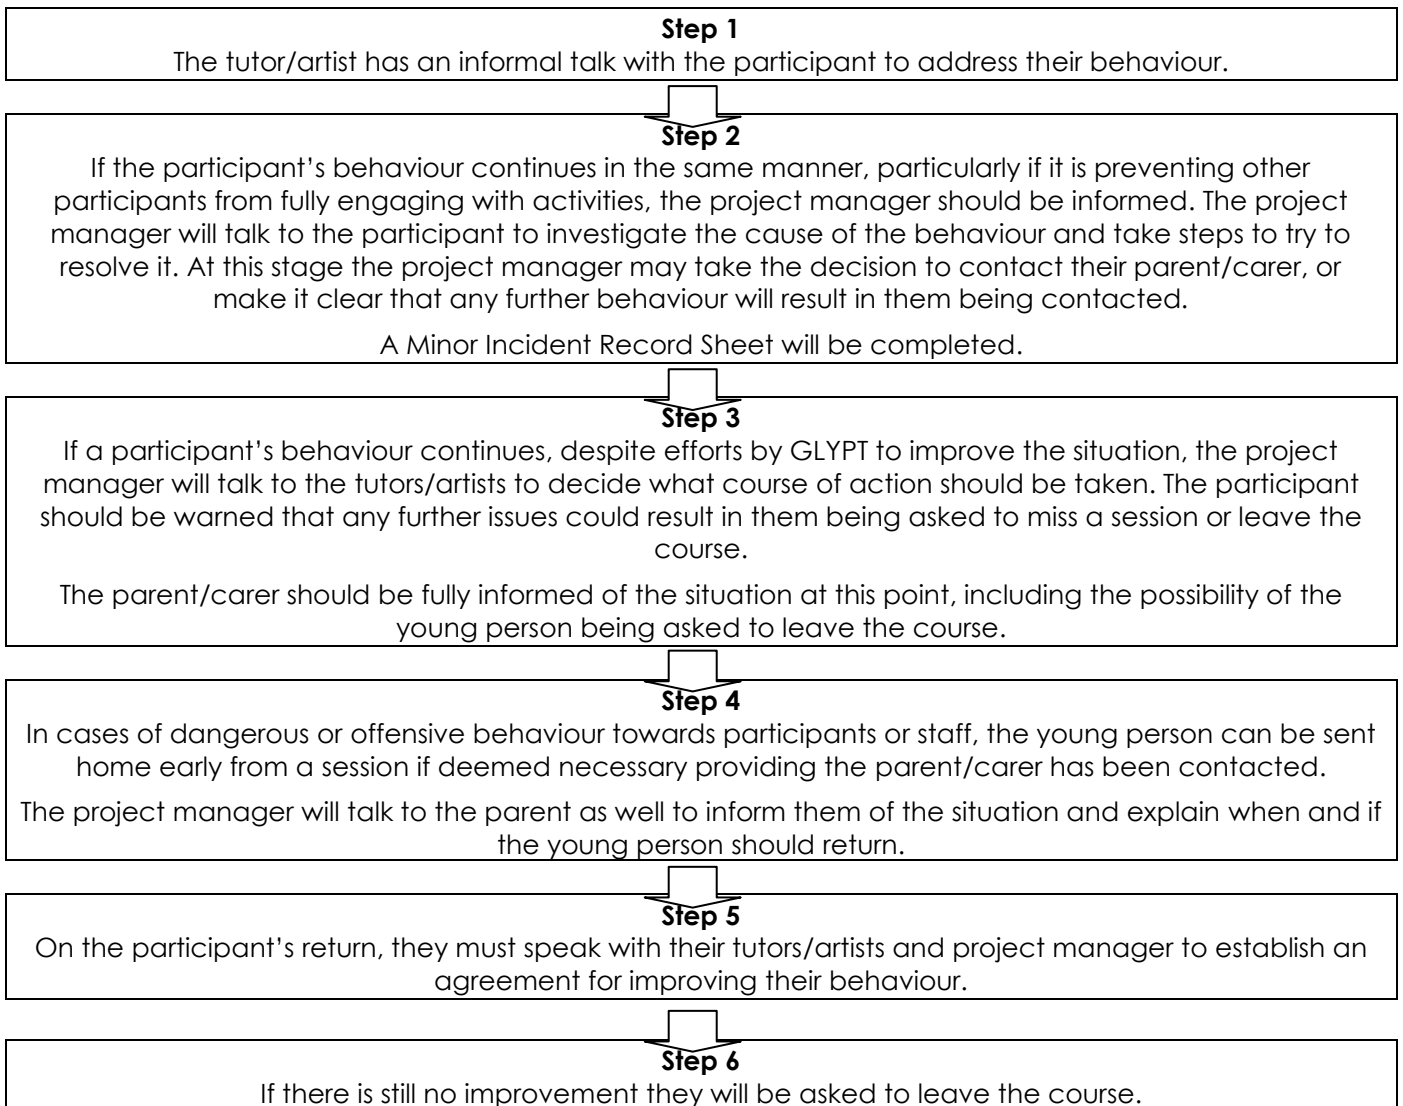 Step 1
The tutor/artist has an informal talk with the participant to address their behaviour.
Step 2
If the participant’s behaviour continues in the same manner, particularly if it is preventing other
participants from fully engaging with activities, the project manager should be informed. The project
manager will talk to the participant to investigate the cause of the behaviour and take steps to try to
resolve it. At this stage the project manager may take the decision to contact their parent/carer, or
make it clear that any further behaviour will result in them being contacted.
A Minor Incident Record Sheet will be completed.
Step 3
If a participant’s behaviour continues, despite efforts by GLYPT to improve the situation, the project
manager will talk to the tutors/artists to decide what course of action should be taken. The participant
should be warned that any further issues could result in them being asked to miss a session or leave the
course.
The parent/carer should be fully informed of the situation at this point, including the possibility of the
young person being asked to leave the course.
Step 4
In cases of dangerous or offensive behaviour towards participants or staff, the young person can be sent
home early from a session if deemed necessary providing the parent/carer has been contacted.
The project manager will talk to the parent as well to inform them of the situation and explain when and if
the young person should return.
Step 5
On the participant’s return, they must speak with their tutors/artists and project manager to establish an
agreement for improving their behaviour.
Step 6
If there is still no improvement they will be asked to leave the course.